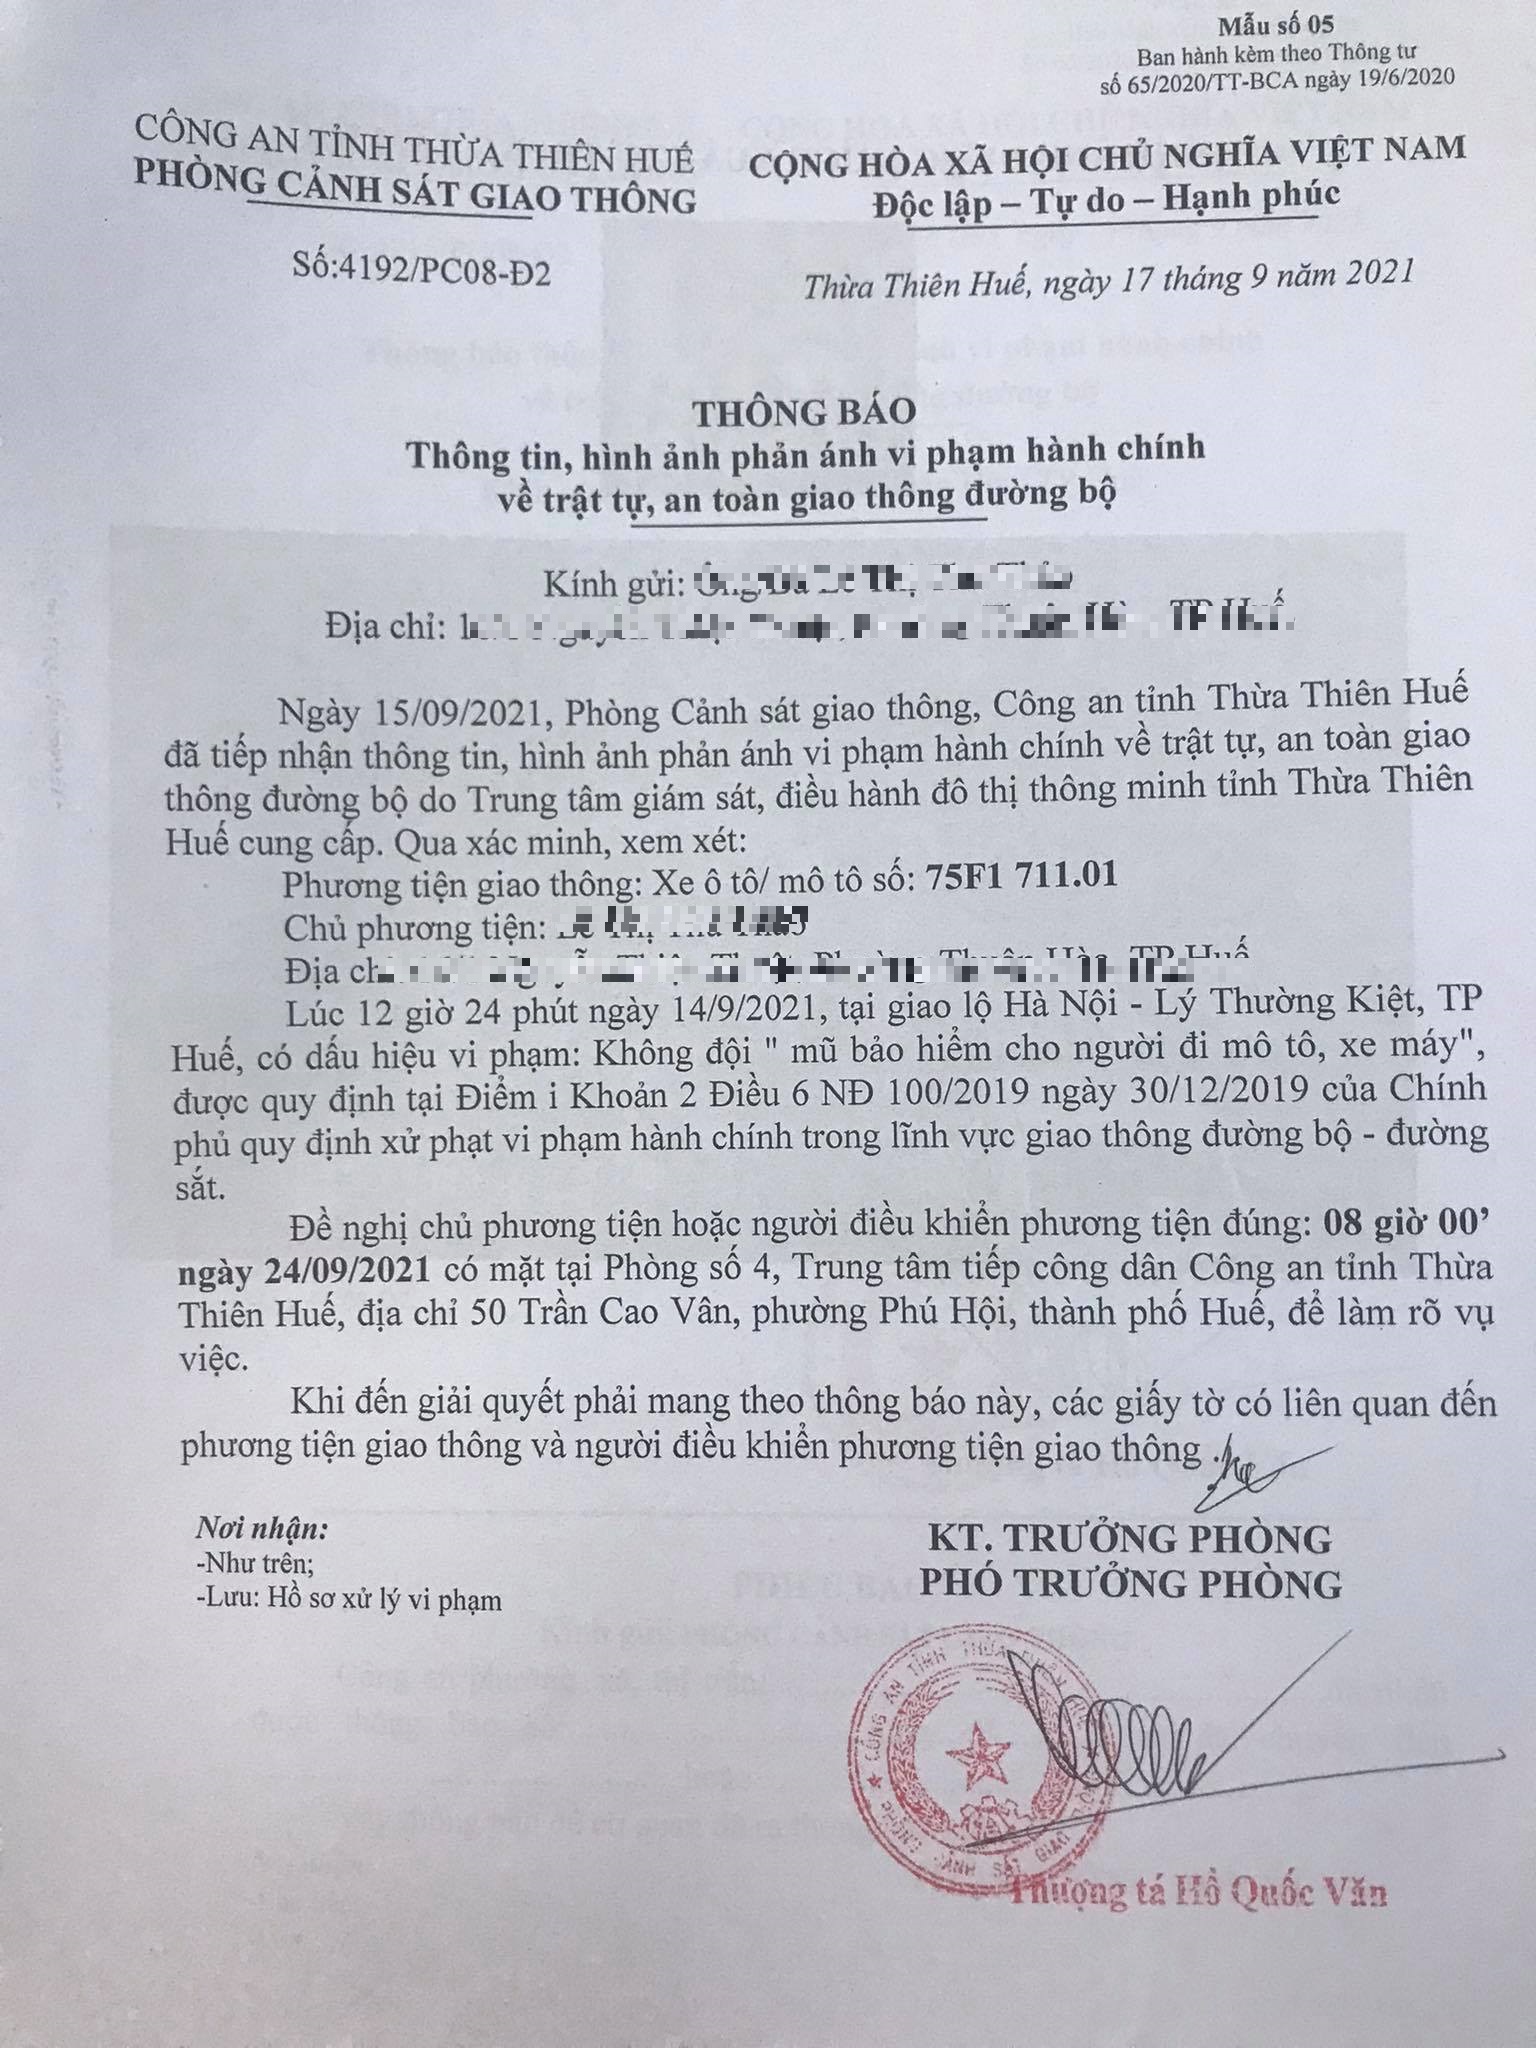 Mẫu số 05
Ban hành kèm theo Thông tư
số 65/2020/TT-BCA ngày 19/6/2020
CÔNG AN TỈNH THỪA THIÊN HUẾ
PHÒNG CẢNH SÁT GIAO THÔNG
CỘNG HÒA XÃ HỘI CHỦ NGHĨA VIỆT NAM
Độc lập – Tự do – Hạnh phúc
Số:4192/PC08-Đ2
Thừa Thiên Huế, ngày 17 tháng 9 năm 2021
THÔNG BÁO
Thông tin, hình ảnh phản ánh vi phạm hành chính
về trật tự, an toàn giao thông đường bộ
Kính gửi:
Địa chỉ:
Ngày 15/09/2021, Phòng Cảnh sát giao thông, Công an tỉnh Thừa Thiên Huế
đã tiếp nhận thông tin, hình ảnh phản ánh vi phạm hành chính về trật tự, an toàn giao
thông đường bộ do Trung tâm giám sát, điều hành đô thị thông minh tỉnh Thừa Thiên
Huế cung cấp. Qua xác minh, xem xét:
Phương tiện giao thông: Xe ô tô/ mô tô số: 75F1 711.01
Chủ phương tiện:
Địa
Lúc 12 giờ 24 phút ngày 14/9/2021, tại giao lộ Hà Nội - Lý Thường Kiệt, TP
Huế, có dấu hiệu vi phạm: Không đội " mũ bảo hiểm cho người đi mô tô, xe máy",
được quy định tại Điểm i Khoản 2 Điều 6 NĐ 100/2019 ngày 30/12/2019 của Chính
phủ quy định xử phạt vi phạm hành chính trong lĩnh vực giao thông đường bộ - đường
sắt.
Đề nghị chủ phương tiện hoặc người điều khiển phương tiện đúng: 08 giờ 00’
ngày 24/09/2021 có mặt tại Phòng số 4, Trung tâm tiếp công dân Công an tỉnh Thừa
Thiên Huế, địa chỉ 50 Trần Cao Vân, phường Phú Hội, thành phố Huế, để làm rõ vụ
việc.
Khi đến giải quyết phải mang theo thông báo này, các giấy tờ có liên quan đến
phương tiện giao thông và người điều khiển phương tiện giao thông .
Nơi nhận:
-Như trên;
-Lưu: Hồ sơ xử lý vi phạm
KT. TRƯỞNG PHÒNG
PHÓ TRƯỞNG PHÒNG
CÔNG AN TỈNH THỪA
CẢNH SÁT GIAO
Thượng tá Hồ Quốc Văn